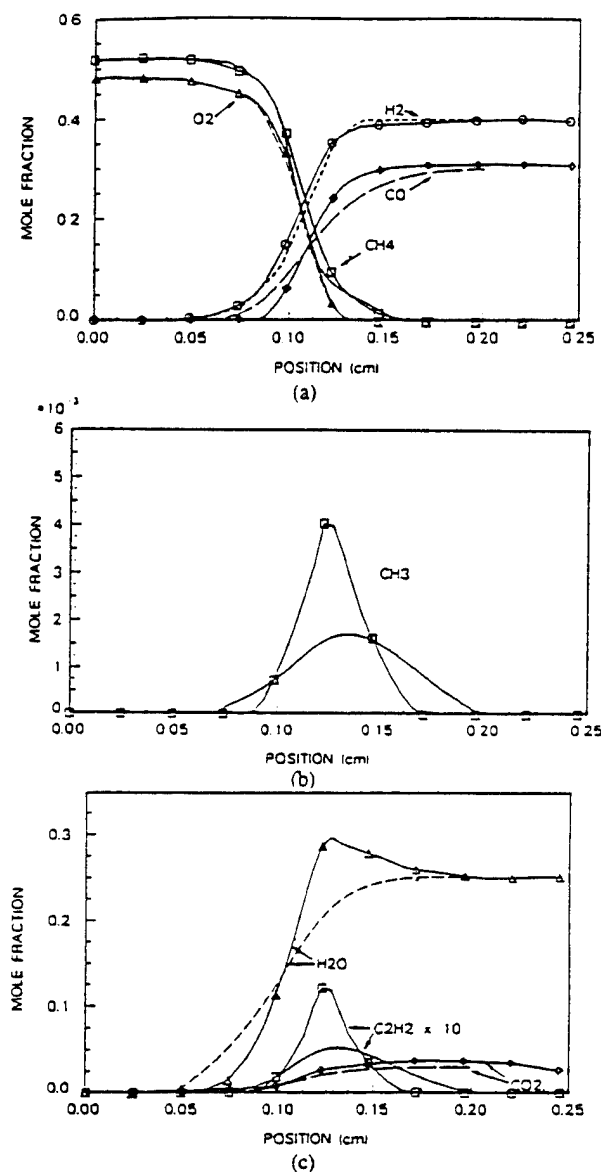 0.6
0.4
0.2
0.0
MOLE FRACTION
O2
H2
CO
CH4
0.00 0.05 0.10 0.15 0.20 0.25
POSITION (cm)
(a)
×10⁻³
6
5
4
3
2
1
0
MOLE FRACTION
CH3
0.00 0.05 0.10 0.15 0.20 0.25
POSITION (cm)
(b)
0.3
0.2
0.1
0.0
MOLE FRACTION
H2O
C2H2 x 10
CO2
0.00 0.05 0.10 0.15 0.20 0.25
POSITION (cm)
(c)